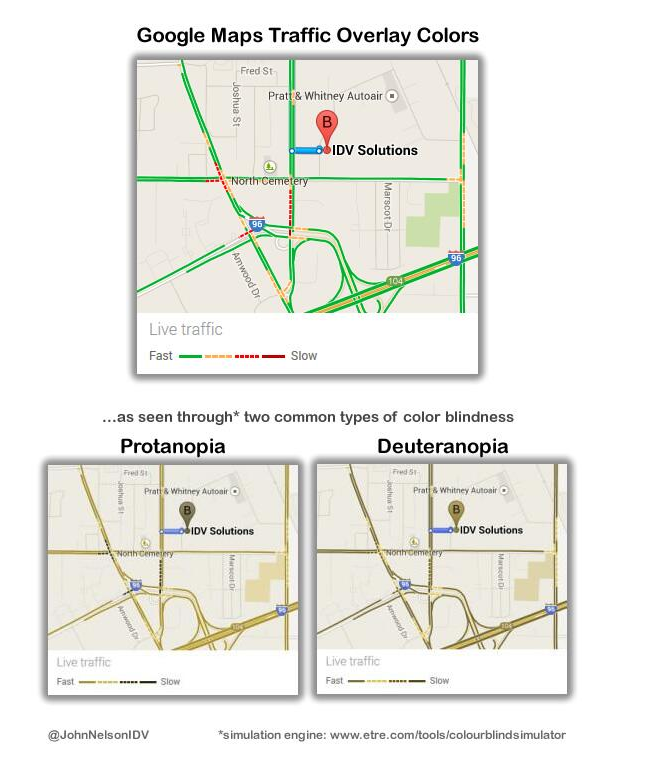 Google Maps Traffic Overlay Colors
Fred St
Joshua St
Pratt & Whitney Autoair
B
IDV Solutions
North Cemetery
Marscot Dr
96
96
Amwood Dr
104
Live traffic
Fast
Slow
...as seen through* two common types of color blindness
Protanopia
Fred St
Joshua St
Pratt & Whitney Autoair
B
IDV Solutions
North Cemetery
Marscot Dr
96
96
Amwood Dr
104
Live traffic
Fast
Slow
Deuteranopia
Fred St
Joshua St
Pratt & Whitney Autoair
B
IDV Solutions
North Cemetery
Marscot Dr
96
96
Amwood Dr
104
Live traffic
Fast
Slow
@JohnNelsonIDV
*simulation engine: www.etre.com/tools/colourblindsimulator